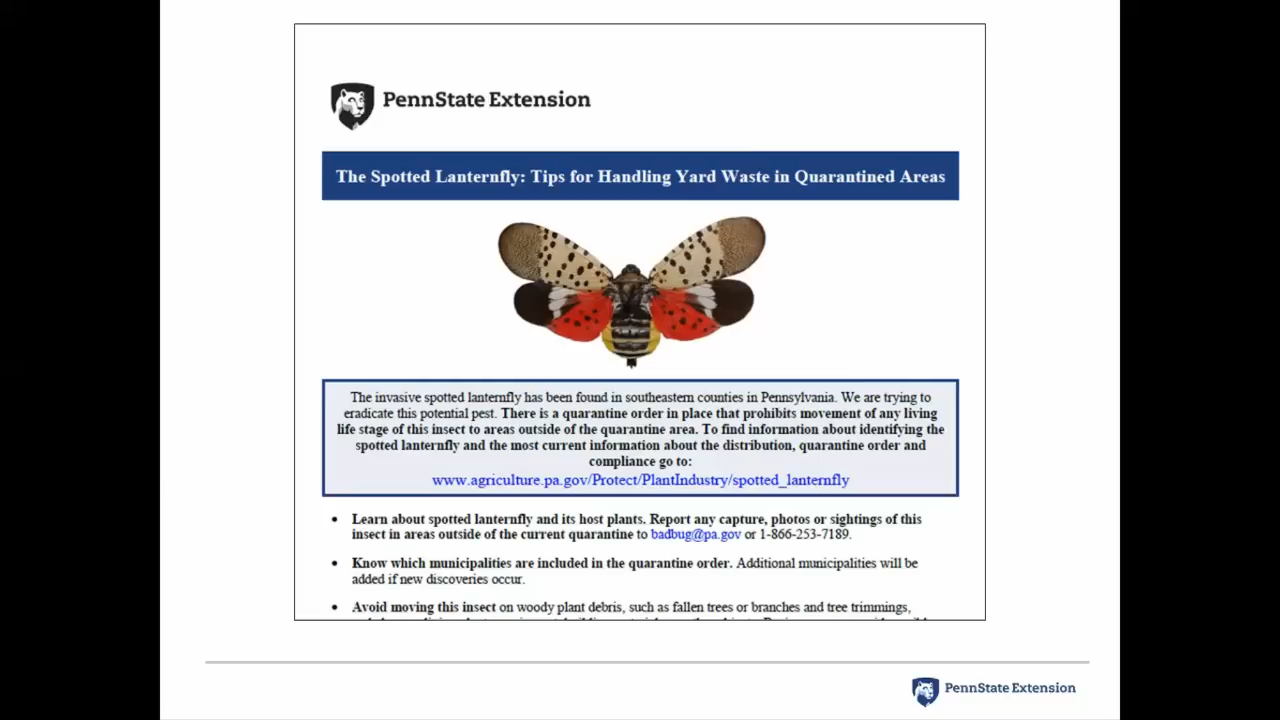 PennState Extension
The Spotted Lanternfly: Tips for Handling Yard Waste in Quarantined Areas
The invasive spotted lanternfly has been found in southeastern counties in Pennsylvania. We are trying to
eradicate this potential pest. There is a quarantine order in place that prohibits movement of any living
life stage of this insect to areas outside of the quarantine area. To find information about identifying the
spotted lanternfly and the most current information about the distribution, quarantine order and
compliance go to:
www.agriculture.pa.gov/Protect/PlantIndustry/spotted_lanternfly
• Learn about spotted lanternfly and its host plants. Report any capture, photos or sightings of this
insect in areas outside of the current quarantine to badbug@pa.gov or 1-866-253-7189.
• Know which municipalities are included in the quarantine order. Additional municipalities will be
added if new discoveries occur.
• Avoid moving this insect on woody plant debris, such as fallen trees or branches and tree trimmings,
PennState Extension